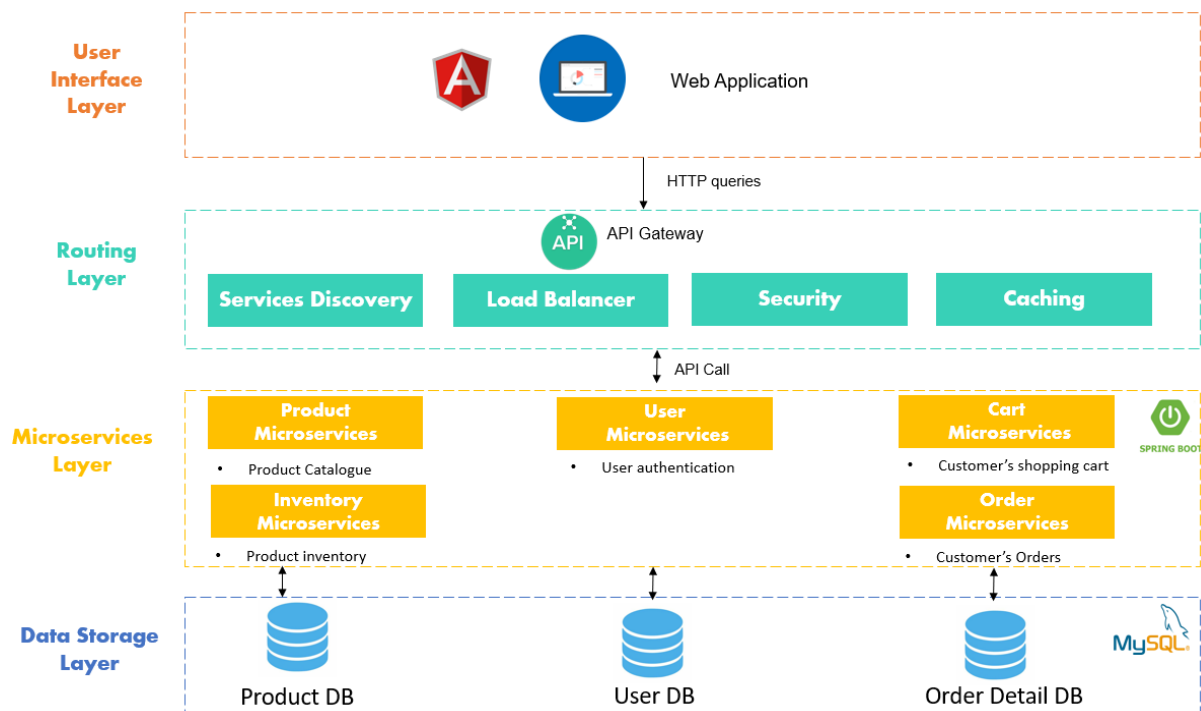 User
Interface
Layer
A
Web Application
HTTP queries
Routing
Layer
API
API Gateway
Services Discovery
Load Balancer
Security
Caching
API Call
Microservices
Layer
Product
Microservices
• Product Catalogue
Inventory
Microservices
• Product inventory
User
Microservices
• User authentication
Cart
Microservices
• Customer’s shopping cart
Order
Microservices
• Customer’s Orders
SPRING BOOT
Data Storage
Layer
Product DB
User DB
Order Detail DB
MySQL®